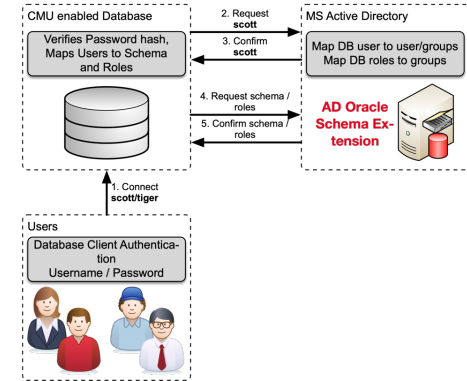 CMU enabled Database
Verifies Password hash,
Maps Users to Schema
and Roles
2. Request
scott
3. Confirm
scott
4. Request schema /
roles
5. Confirm schema /
roles
MS Active Directory
Map DB user to user/groups
Map DB roles to groups
AD Oracle
Schema Ex-
tension
1. Connect
scott/tiger
Users
Database Client Authentica-
tion
Username / Password